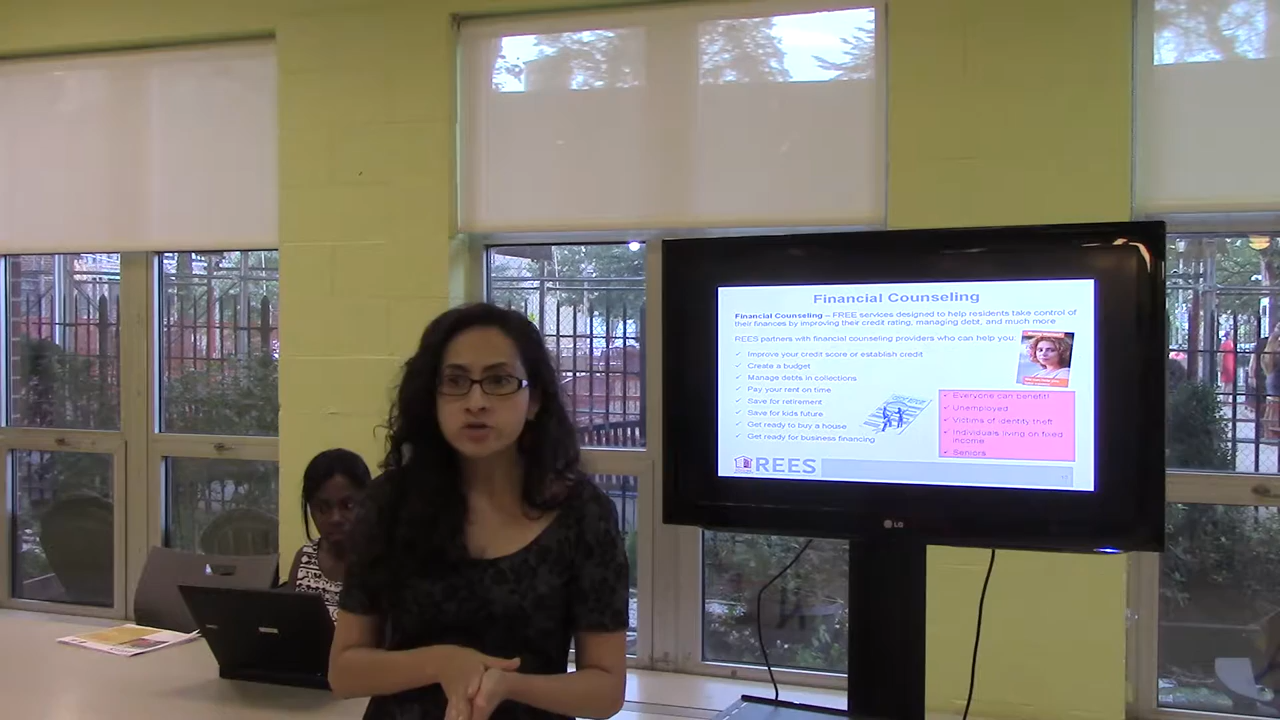 Financial Counseling
Financial Counseling – FREE services designed to help residents take control of
their finances by improving their credit rating, managing debt, and much more
REES partners with financial counseling providers who can help you:
✓ Improve your credit score or establish credit
✓ Create a budget
✓ Manage debts in collections
✓ Pay your rent on time
✓ Save for retirement
✓ Save for kids future
✓ Get ready to buy a house
✓ Get ready for business financing
✓ Everyone can benefit!
✓ Unemployed
✓ Victims of identity theft
✓ Individuals living on fixed
income
✓ Seniors
REES
LG